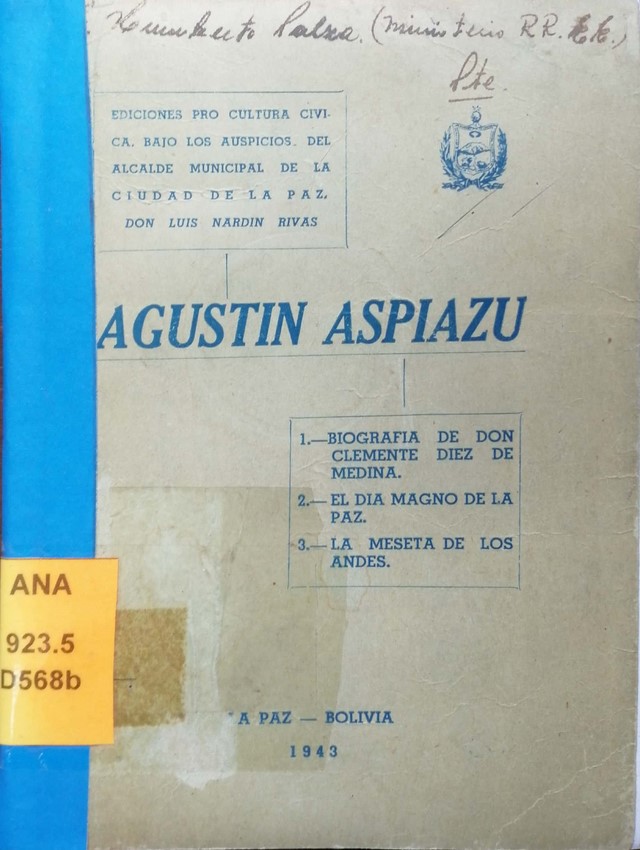 Humberto Palza. (Ministerio RR. EE.)
Pte.
EDICIONES PRO CULTURA CIVI-
CA, BAJO LOS AUSPICIOS, DEL
ALCALDE MUNICIPAL DE LA
CIUDAD DE LA PAZ,
DON LUIS NARDIN RIVAS
AGUSTIN ASPIAZU
1.—BIOGRAFIA DE DON
CLEMENTE DIEZ DE
MEDINA.
2.—EL DIA MAGNO DE LA
PAZ.
3.—LA MESETA DE LOS
ANDES.
ANA
923.5
D568b
A PAZ — BOLIVIA
1943